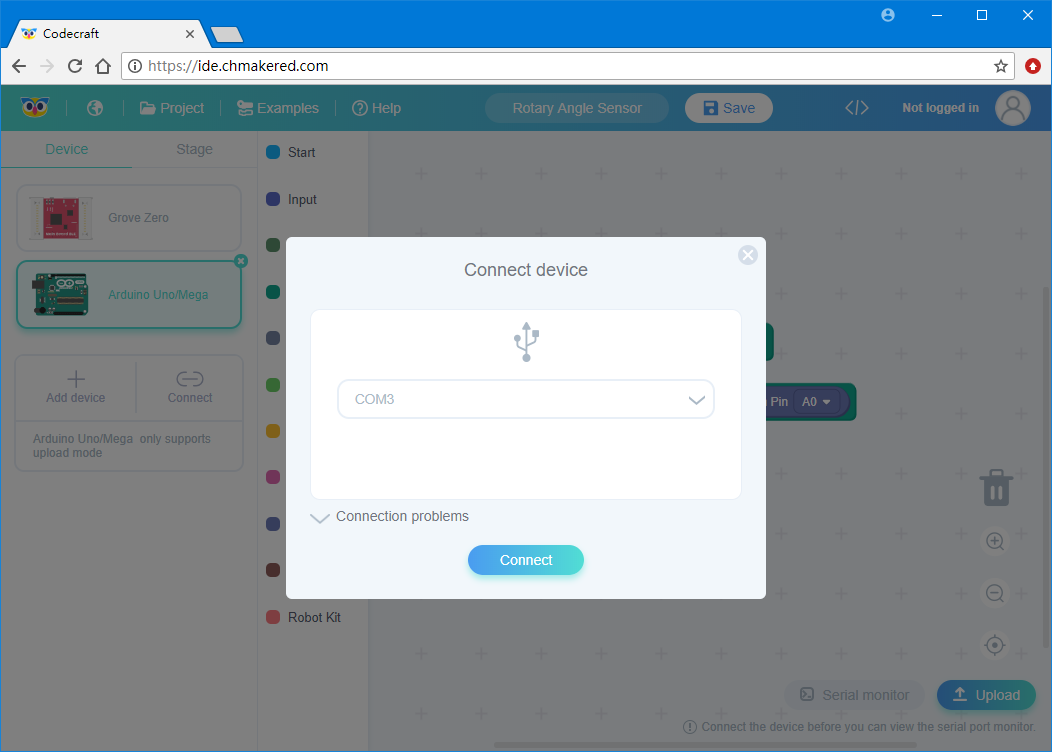 Codecraft
https://ide.chmakered.com
Project
Examples
Help
Rotary Angle Sensor
Save
</>
Not logged in
Device
Stage
Grove Zero
Arduino Uno/Mega
Add device
Connect
Arduino Uno/Mega only supports
upload mode
Start
Input
Robot Kit
Connect device
COM3
Connection problems
Connect
Pin A0
Serial monitor
Upload
Connect the device before you can view the serial port monitor.